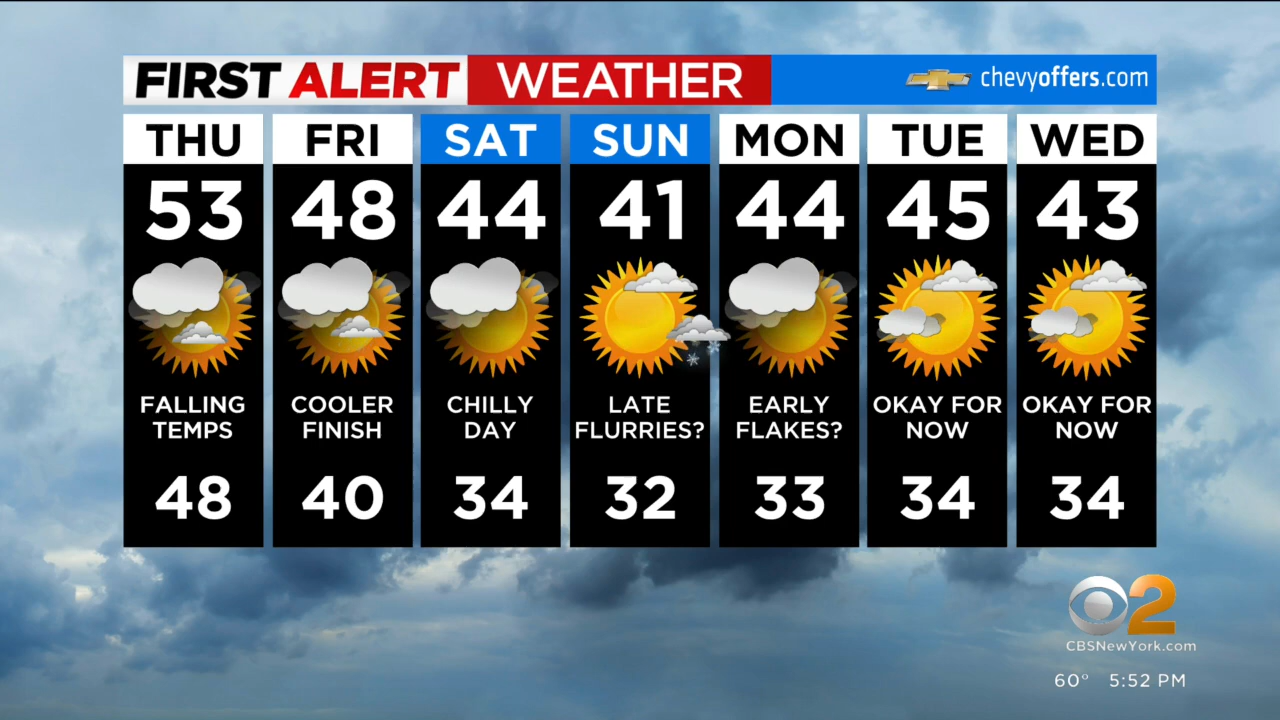 FIRST ALERT WEATHER chevyoffers.com
THU FRI SAT SUN MON TUE WED
53 48 44 41 44 45 43
FALLING COOLER CHILLY LATE EARLY OKAY FOR OKAY FOR
TEMPS FINISH DAY FLURRIES? FLAKES? NOW NOW
48 40 34 32 33 34 34
2
CBSNewYork.com
60° 5:52 PM